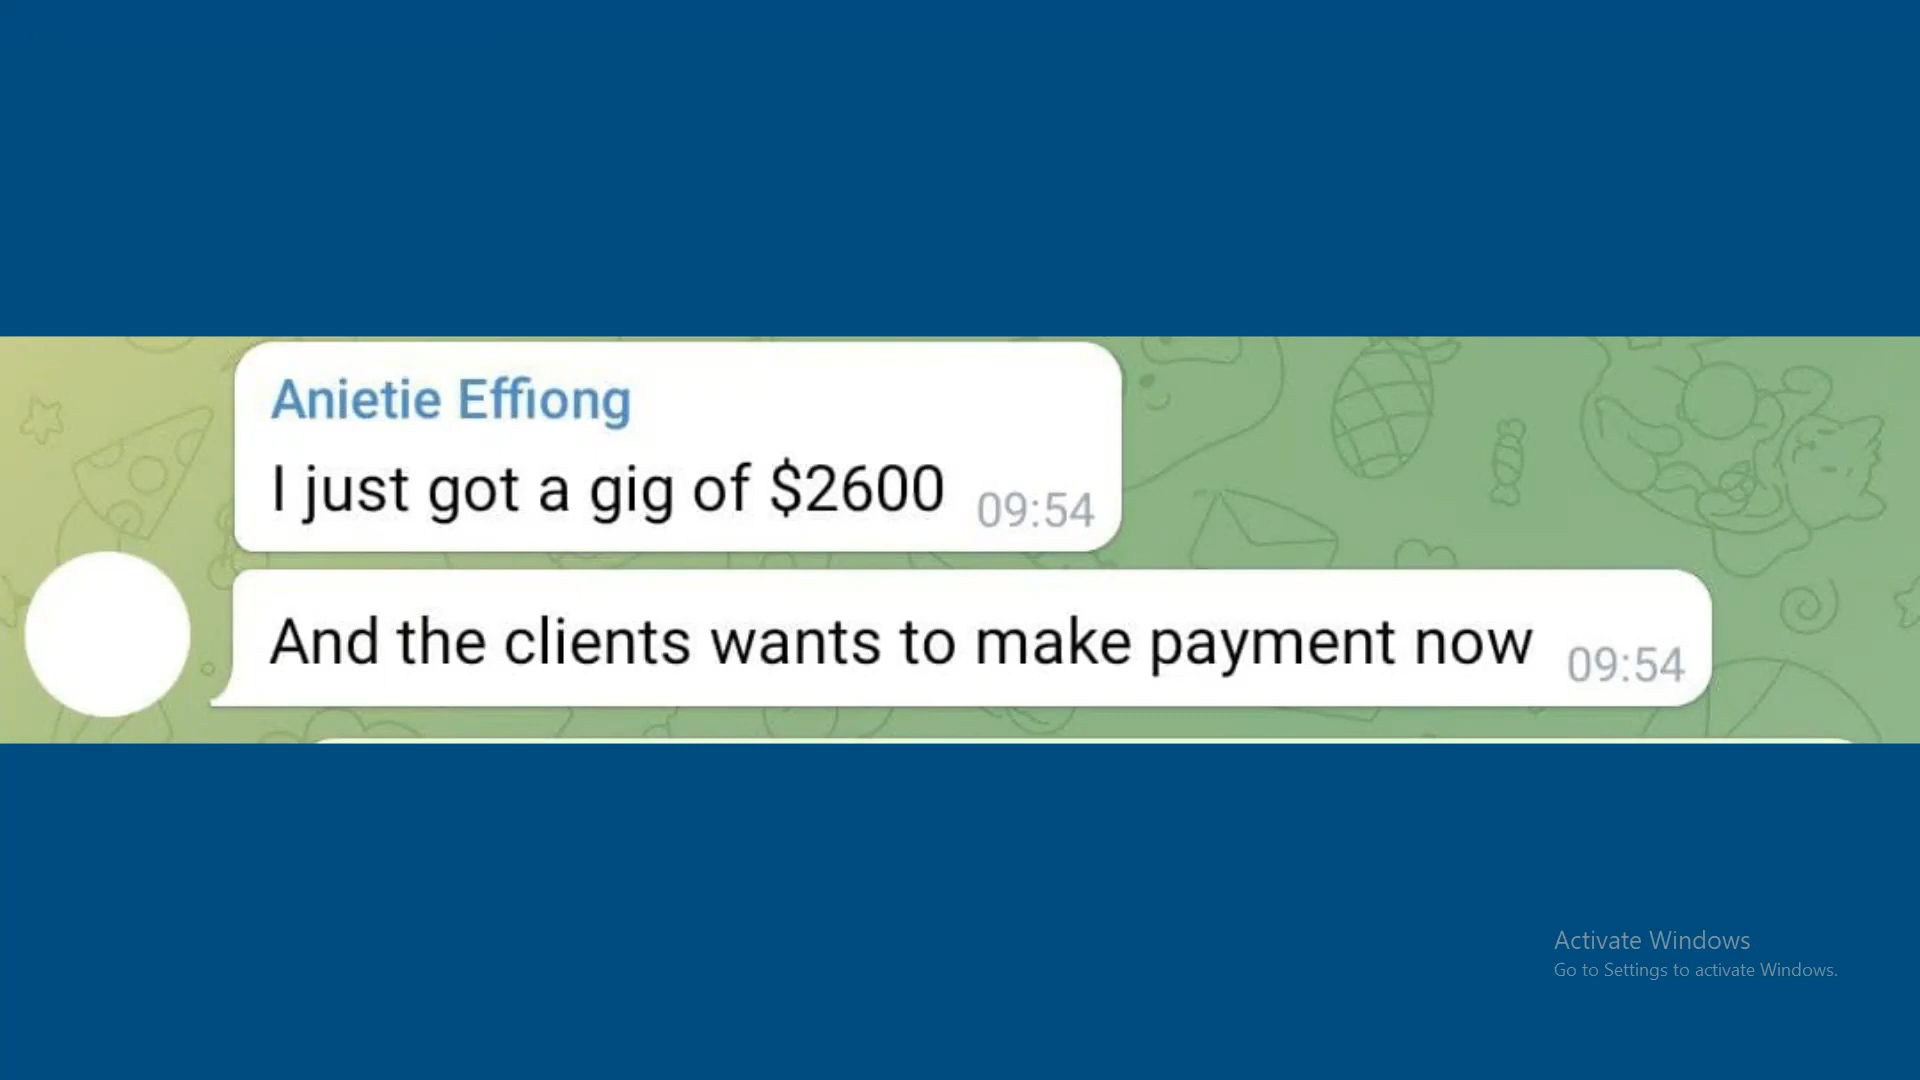 Anietie Effiong
I just got a gig of $2600 09:54
And the clients wants to make payment now 09:54
Activate Windows
Go to Settings to activate Windows.